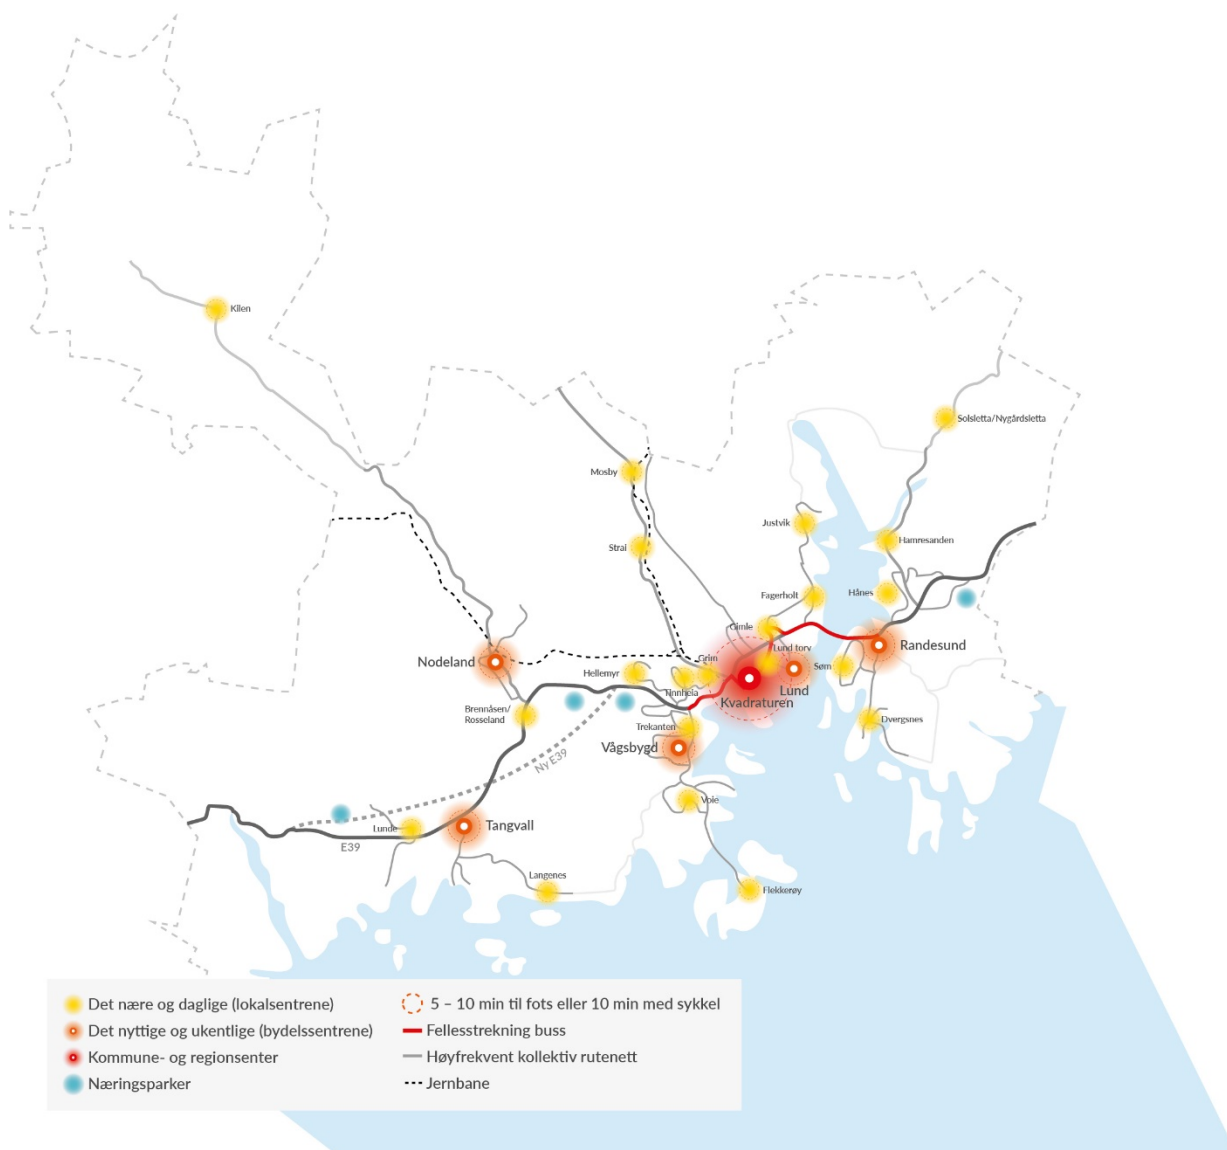 Kilen
Solsletta/Nygårdsletta
Mosby
Justvik
Strai
Hamresanden
Fagerholt
Hånes
Gimle
Randesund
Lund torv
Nodeland
Grim
Søm
Hellemyr
Tinnheia
Lund
Kvadraturen
Brennåsen/
Rosseland
Dvergsnes
Trekanten
Vågsbygd
Ny E39
Voie
Lunde
Tangvall
E39
Langenes
Flekkerøy
Det nære og daglige (lokalsentrene)
Det nyttige og ukentlige (bydelssentrene)
Kommune- og regionsenter
Næringsparker
5 – 10 min til fots eller 10 min med sykkel
Fellesstrekning buss
Høyfrekvent kollektiv rutenett
Jernbane